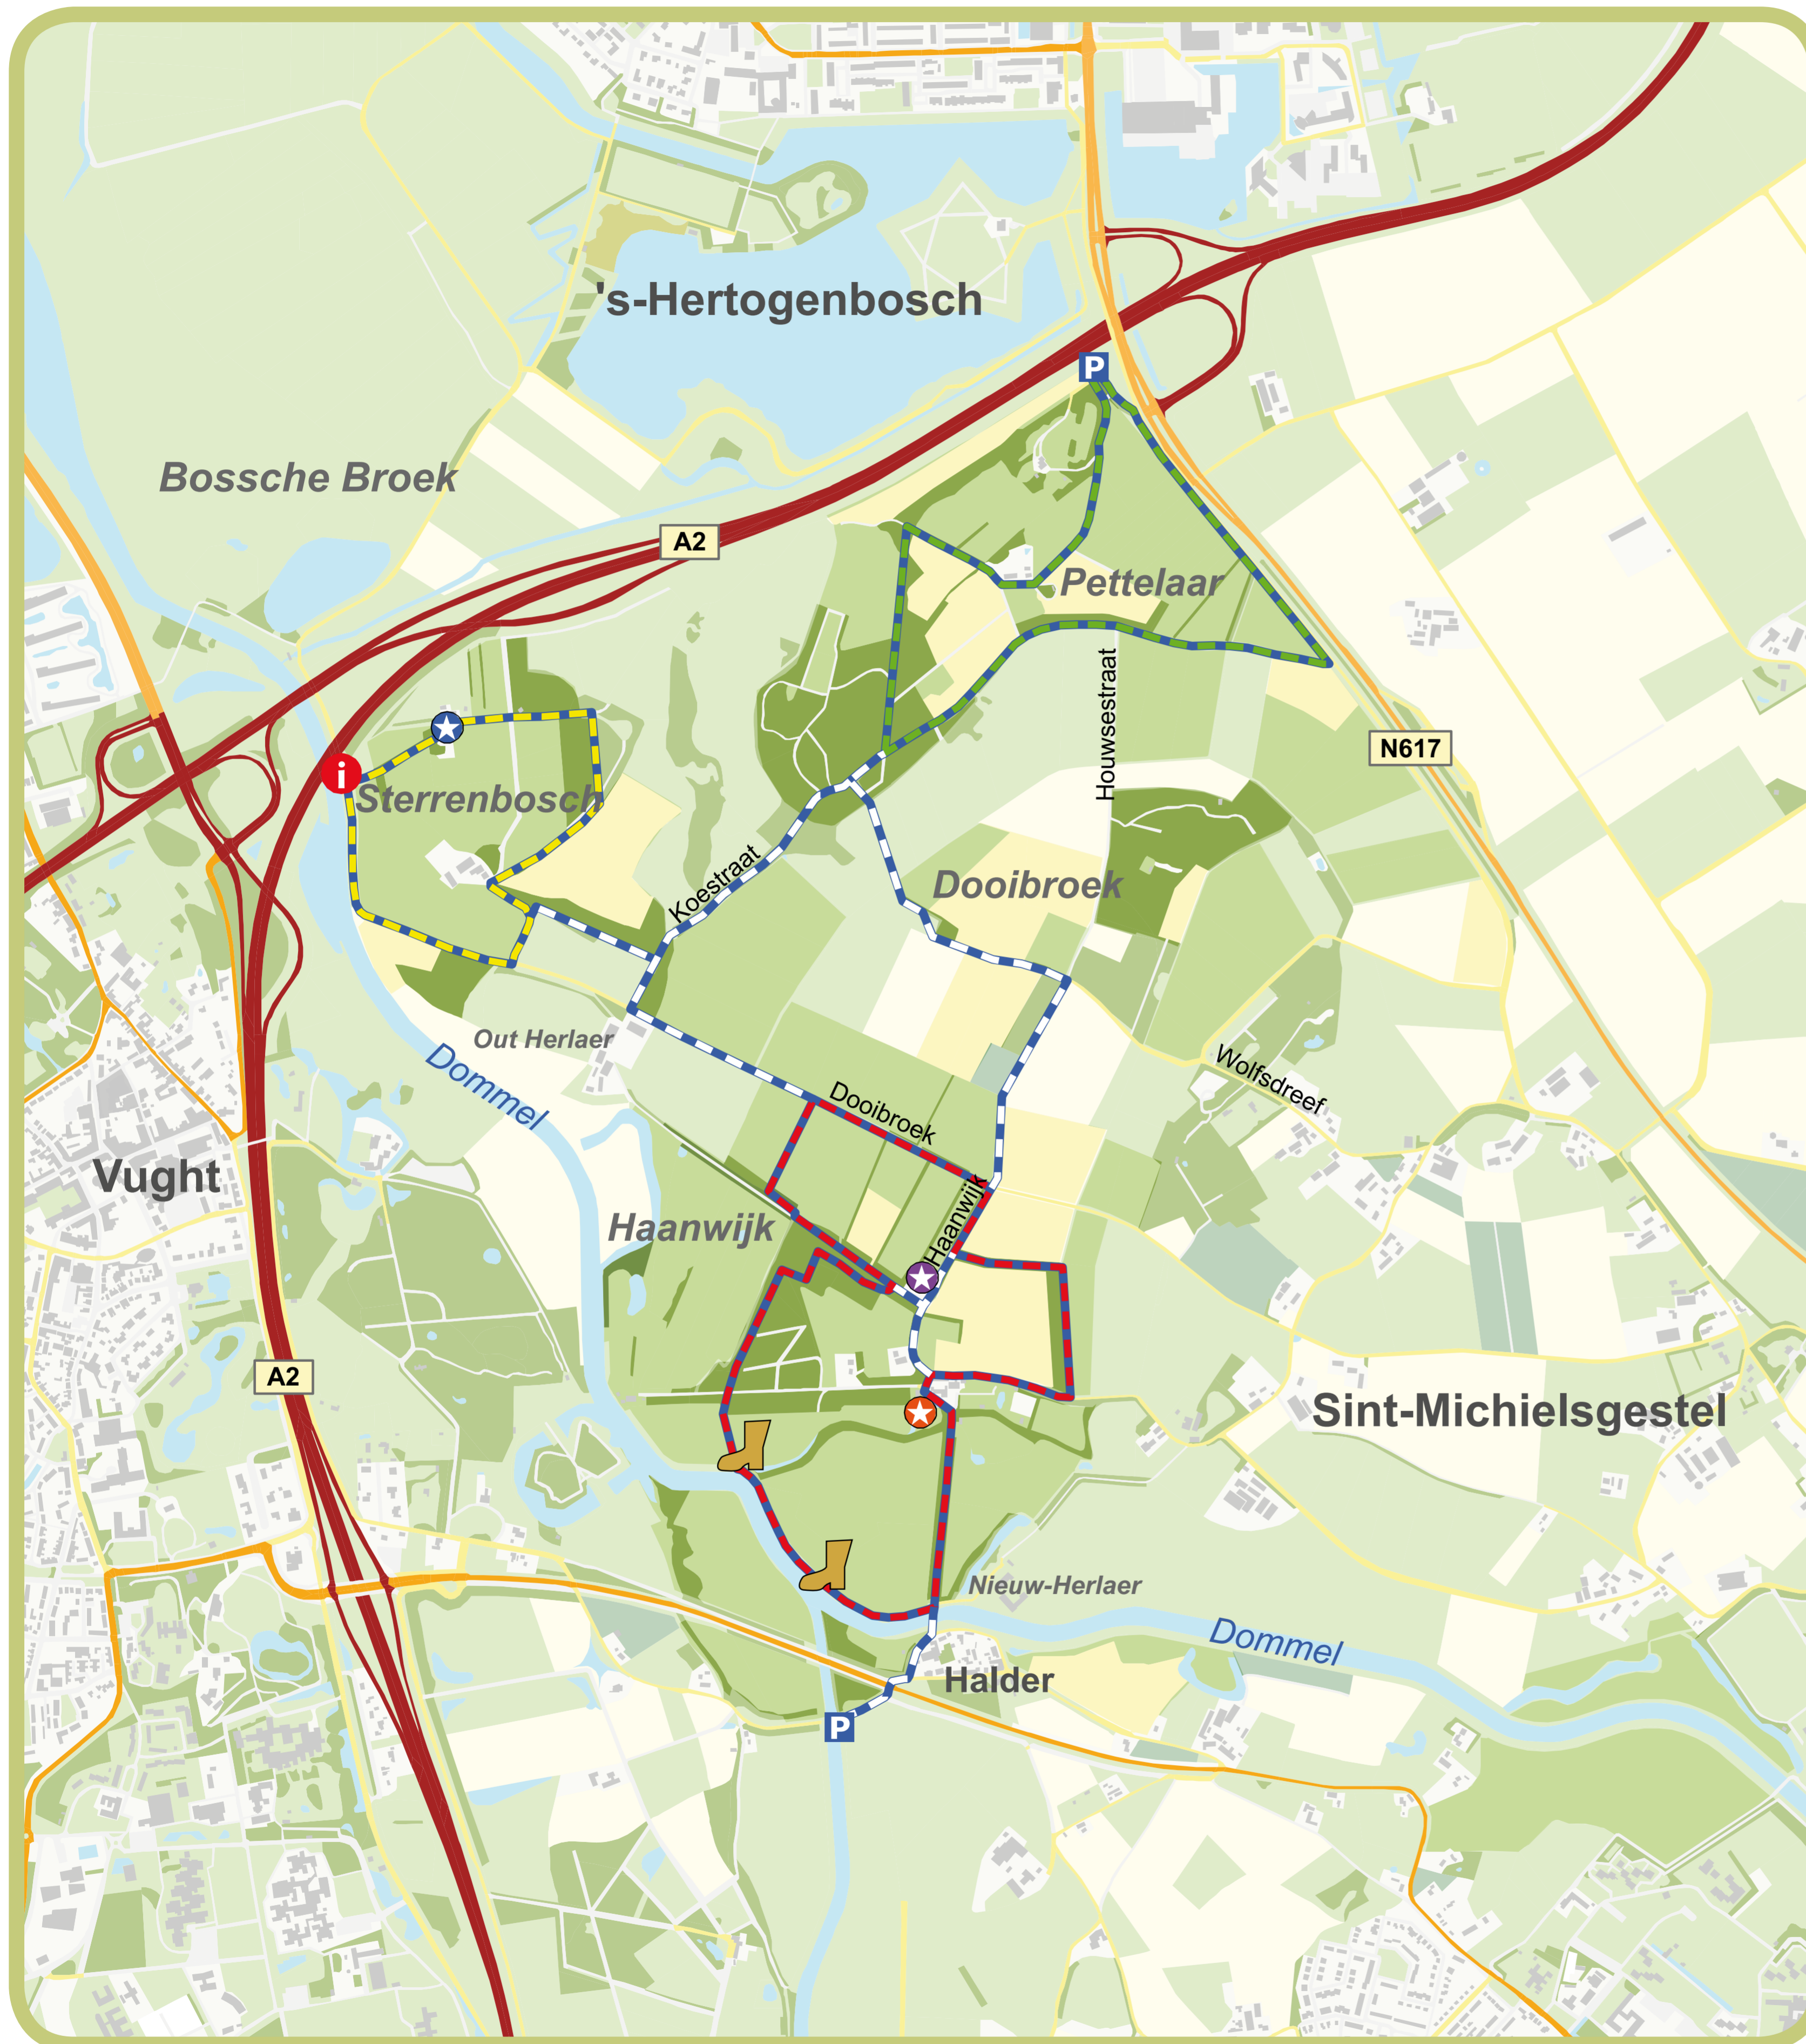 's-Hertogenbosch
P
Bossche Broek
A2
Pettelaar
Houwsestraat
N617
i
Sterrenbosch
Koestraat
Dooibroek
Out Herlaer
Dommel
Wolfsdreef
Dooibroek
Vught
Haanwijk
Haanwijk
A2
Sint-Michielsgestel
Nieuw-Herlaer
Dommel
Halder
P